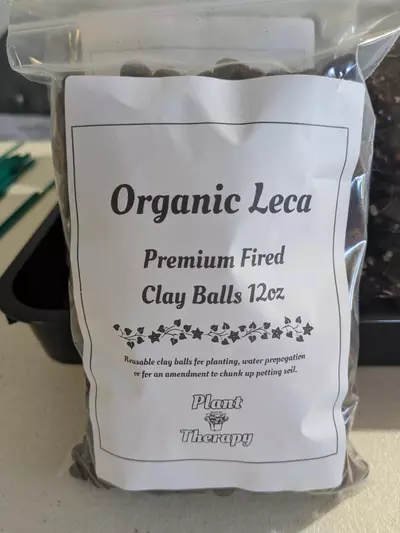 Organic Leca
Premium Fired
Clay Balls 12oz
Reusable clay balls for planting, water propogation
or for an amendment to chunk up potting soil.
Plant
Therapy